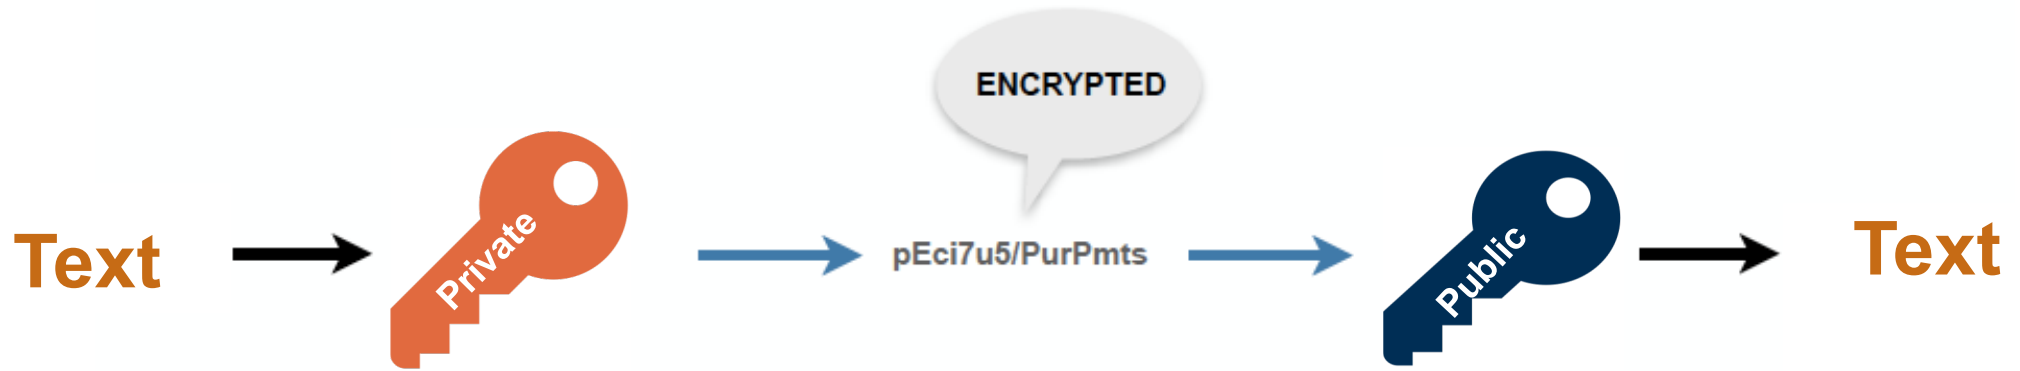 ENCRYPTED
Text
Private
pEci7u5/PurPmts
Public
Text